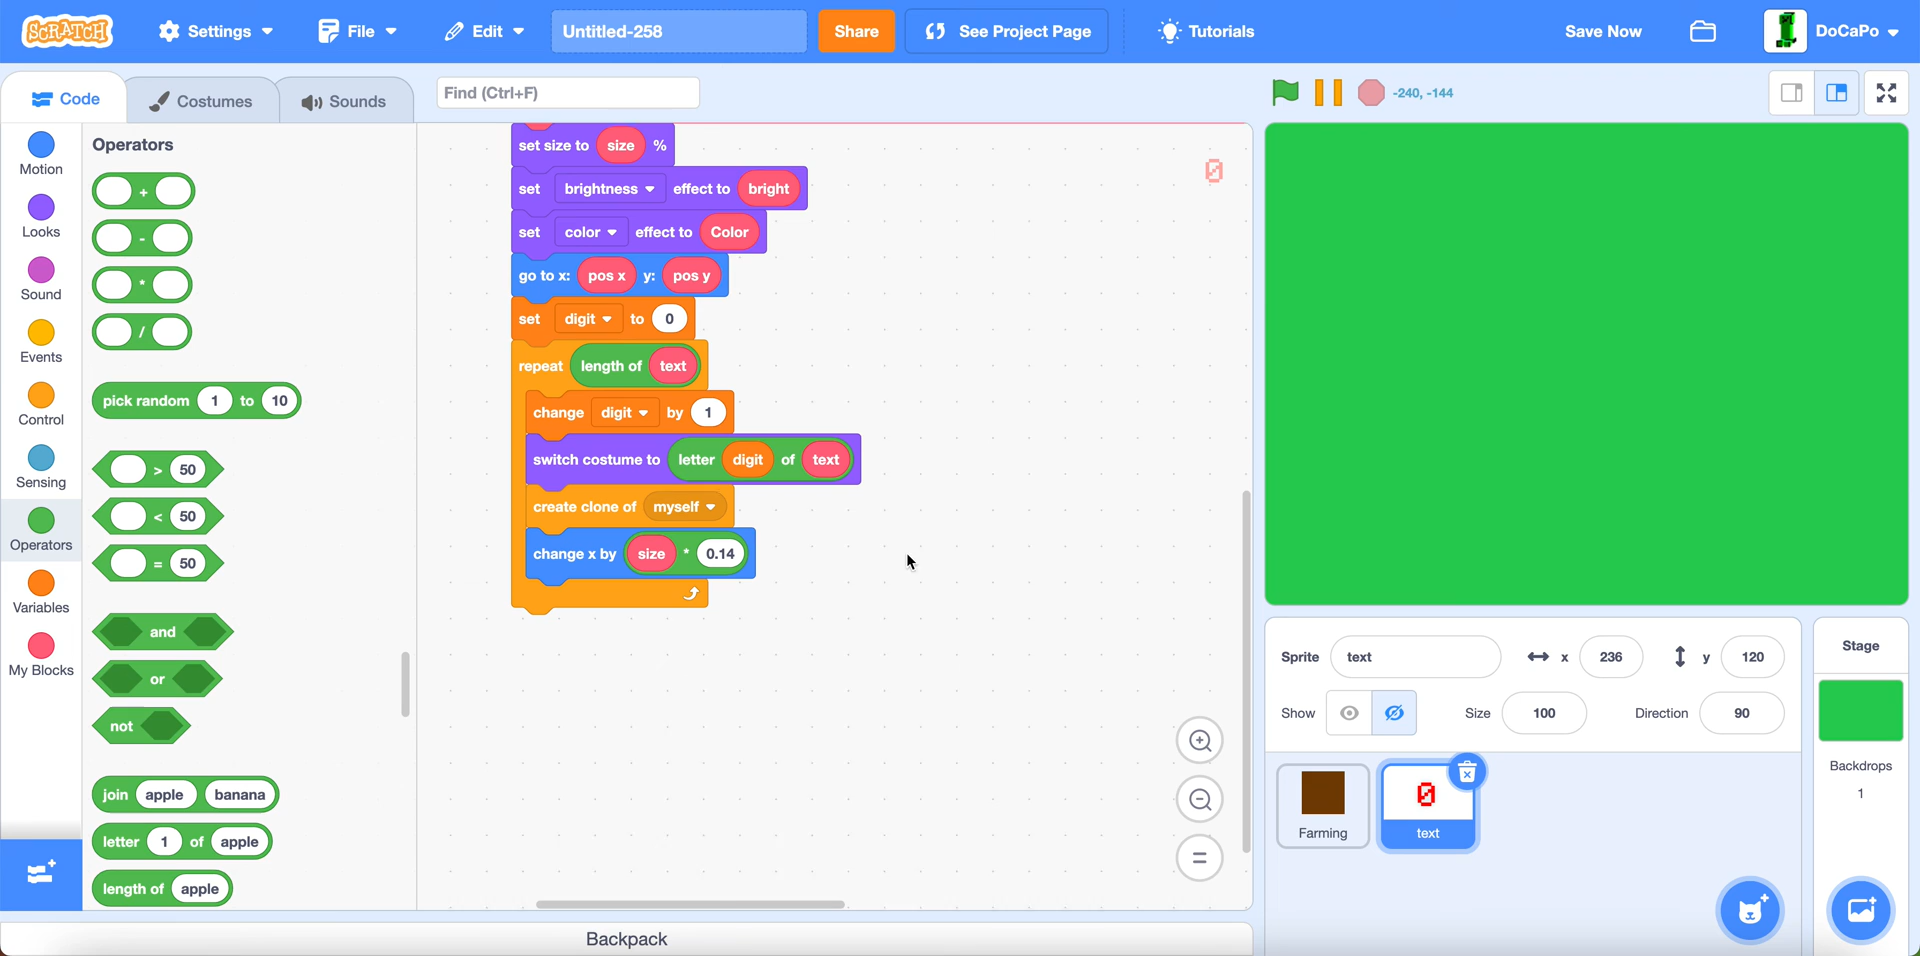 SCRATCH Settings File Edit Untitled-258 Share See Project Page Tutorials Save Now DoCaPo
Code Costumes Sounds Find (Ctrl+F) -240, -144
Motion
Looks
Sound
Events
Control
Sensing
Operators
Variables
My Blocks
Operators
+
-
*
/
pick random 1 to 10
> 50
< 50
= 50
and
or
not
join apple banana
letter 1 of apple
length of apple
set size to size %
set brightness effect to bright
set color effect to Color
go to x: pos x y: pos y
set digit to 0
repeat length of text
change digit by 1
switch costume to letter digit of text
create clone of myself
change x by size * 0.14
0
=
Backpack
Sprite text x 236 y 120
Show Size 100 Direction 90
Farming
0
text
Stage
Backdrops
1